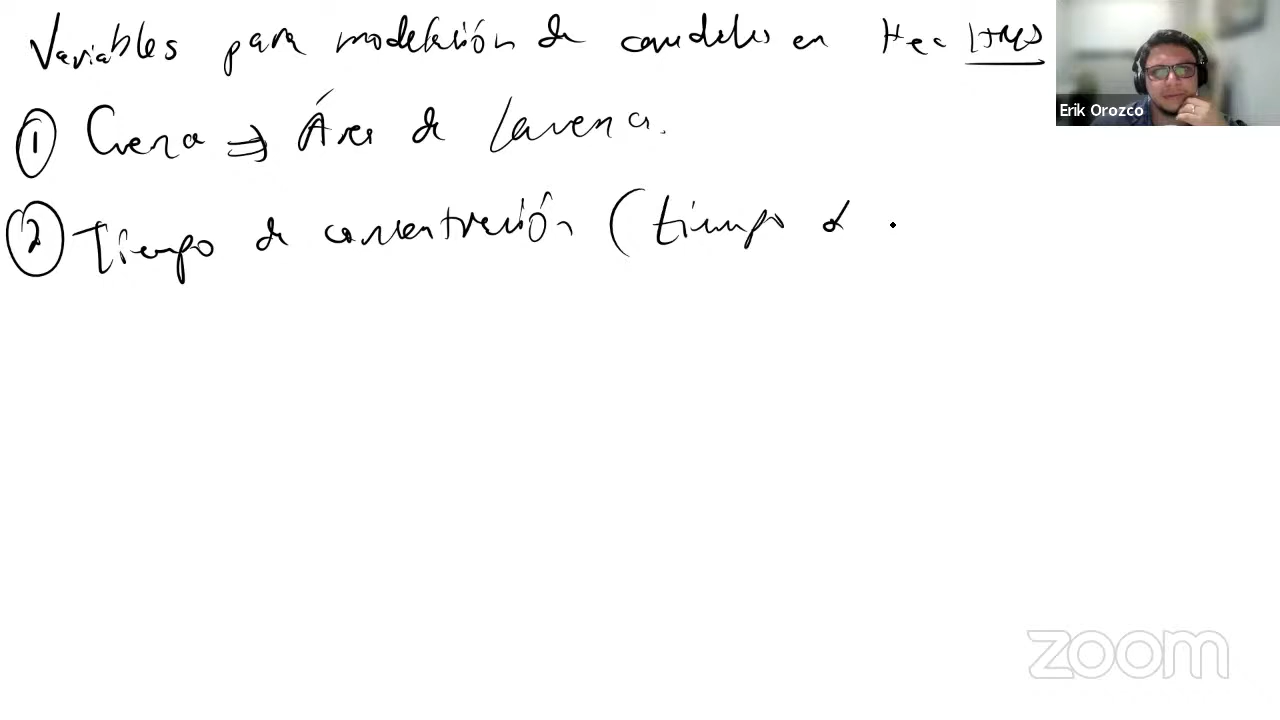 Variables para modelación de caudales en Hec HMS
① Cuenca ⇒ Área de la cuenca.
② Tiempo de concentración (tiempo d
Erik Orozco
zoom